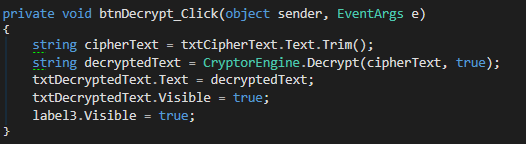 private void btnDecrypt_Click(object sender, EventArgs e)
{
string cipherText = txtCipherText.Text.Trim();
string decryptedText = CryptorEngine.Decrypt(cipherText, true);
txtDecryptedText.Text = decryptedText;
txtDecryptedText.Visible = true;
label3.Visible = true;
}